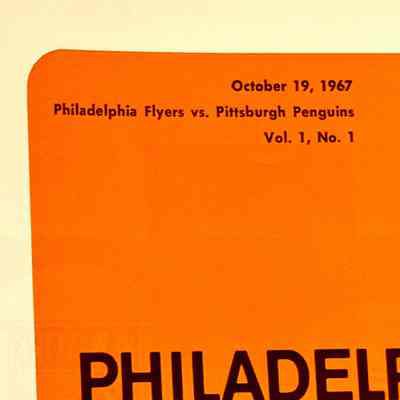 October 19, 1967
Philadelphia Flyers vs. Pittsburgh Penguins
Vol. 1, No. 1
PHILADEL